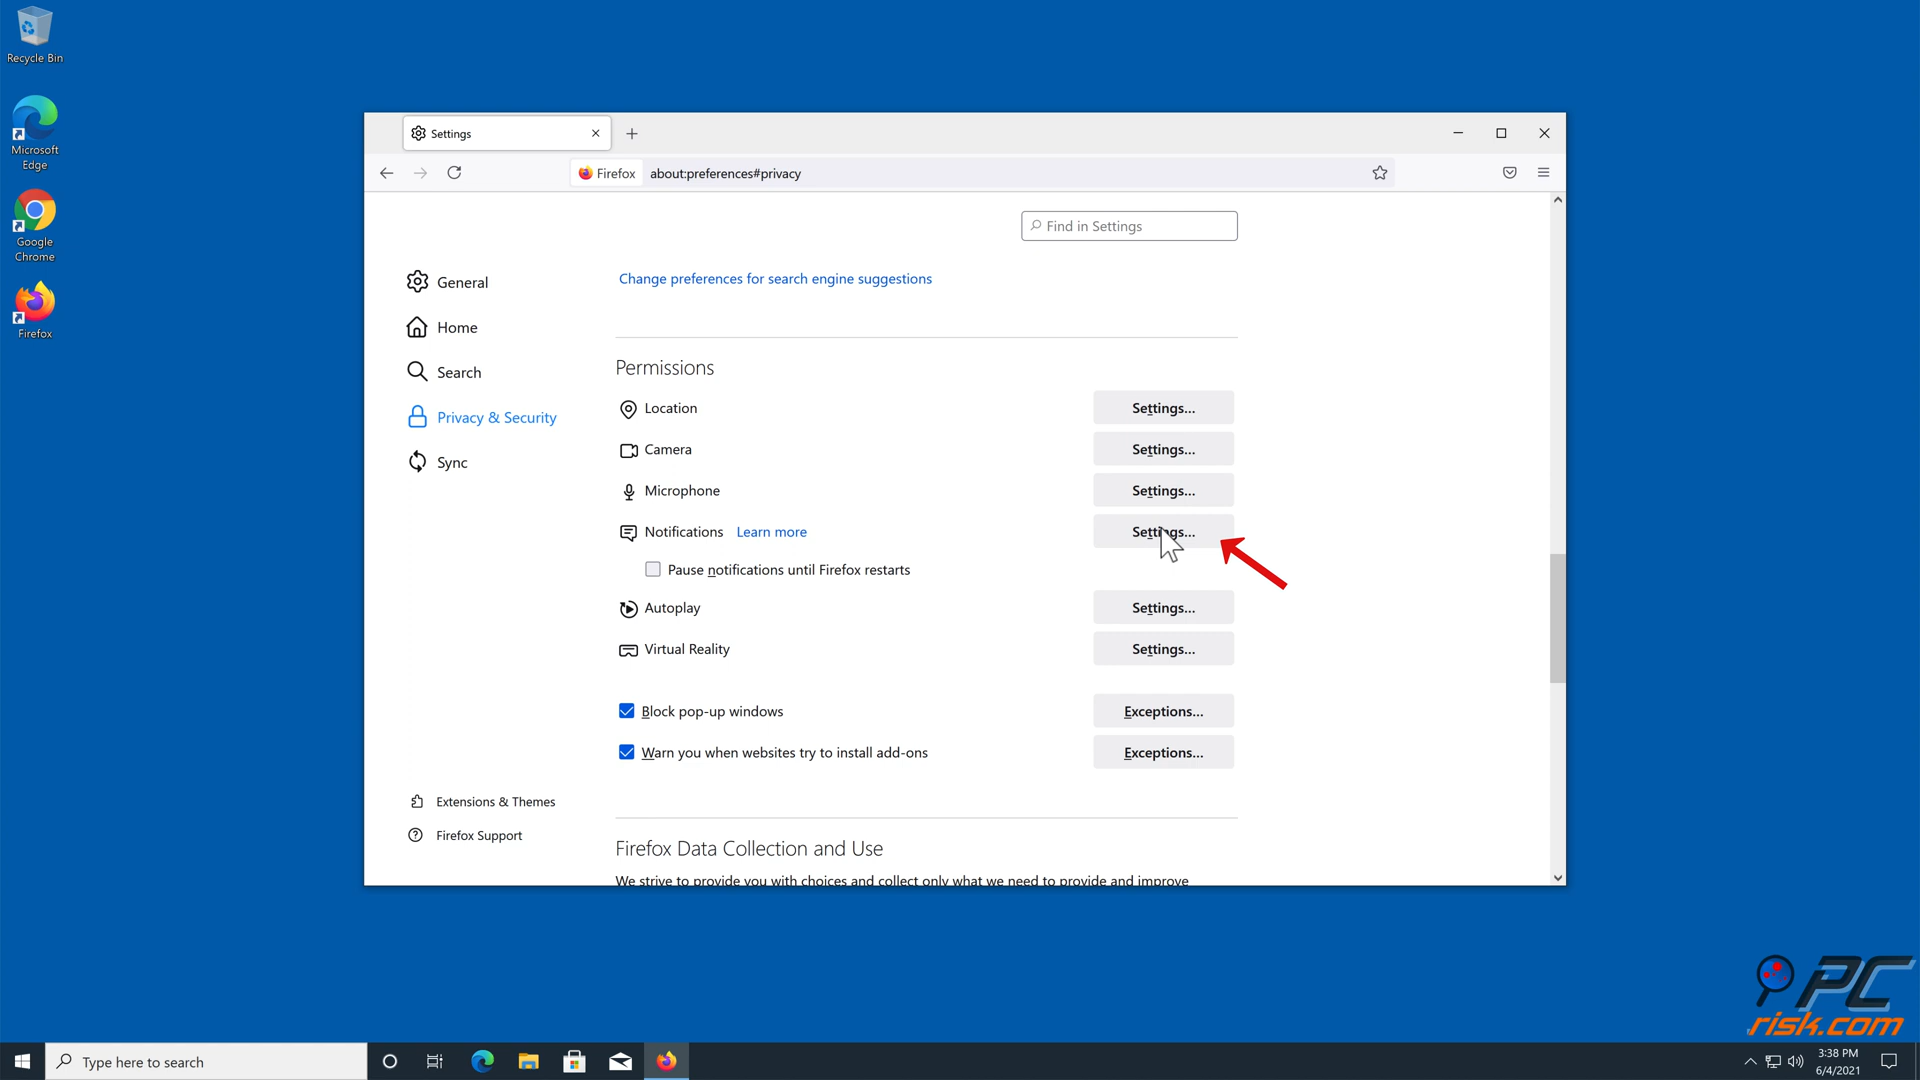 Recycle Bin
Microsoft
Edge
Google
Chrome
Firefox
Settings
Firefox
about:preferences#privacy
Find in Settings
General
Home
Search
Privacy & Security
Sync
Extensions & Themes
Firefox Support
Change preferences for search engine suggestions
Permissions
Location Settings...
Camera Settings...
Microphone Settings...
Notifications Learn more Settings...
Pause notifications until Firefox restarts
Autoplay Settings...
Virtual Reality Settings...
Block pop-up windows Exceptions...
Warn you when websites try to install add-ons Exceptions...
Firefox Data Collection and Use
We strive to provide you with choices and collect only what we need to provide and improve
PC
risk.com
Type here to search
3:38 PM
6/4/2021